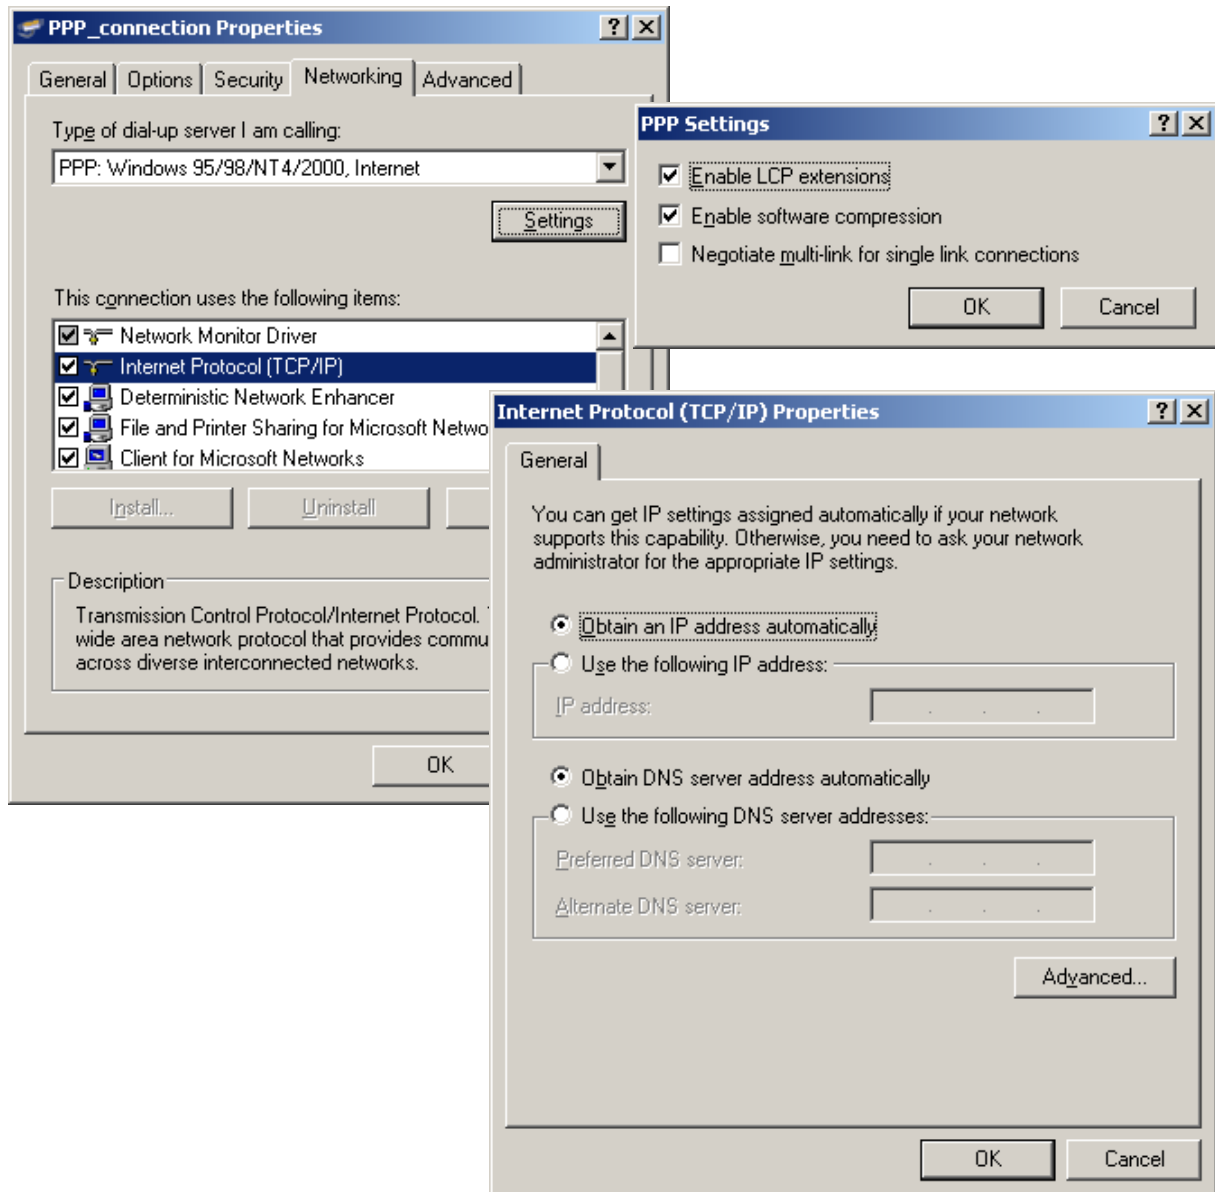 PPP_connection Properties
General Options Security Networking Advanced
Type of dial-up server I am calling:
PPP: Windows 95/98/NT4/2000, Internet
Settings
This connection uses the following items:
Network Monitor Driver
Internet Protocol (TCP/IP)
Deterministic Network Enhancer
File and Printer Sharing for Microsoft Netwo
Client for Microsoft Networks
Install... Uninstall
Description
Transmission Control Protocol/Internet Protocol.
wide area network protocol that provides commu
across diverse interconnected networks.
OK
PPP Settings
Enable LCP extensions
Enable software compression
Negotiate multi-link for single link connections
OK Cancel
Internet Protocol (TCP/IP) Properties
General
You can get IP settings assigned automatically if your network
supports this capability. Otherwise, you need to ask your network
administrator for the appropriate IP settings.
Obtain an IP address automatically
Use the following IP address:
IP address:
Obtain DNS server address automatically
Use the following DNS server addresses:
Preferred DNS server:
Alternate DNS server:
Advanced...
OK Cancel